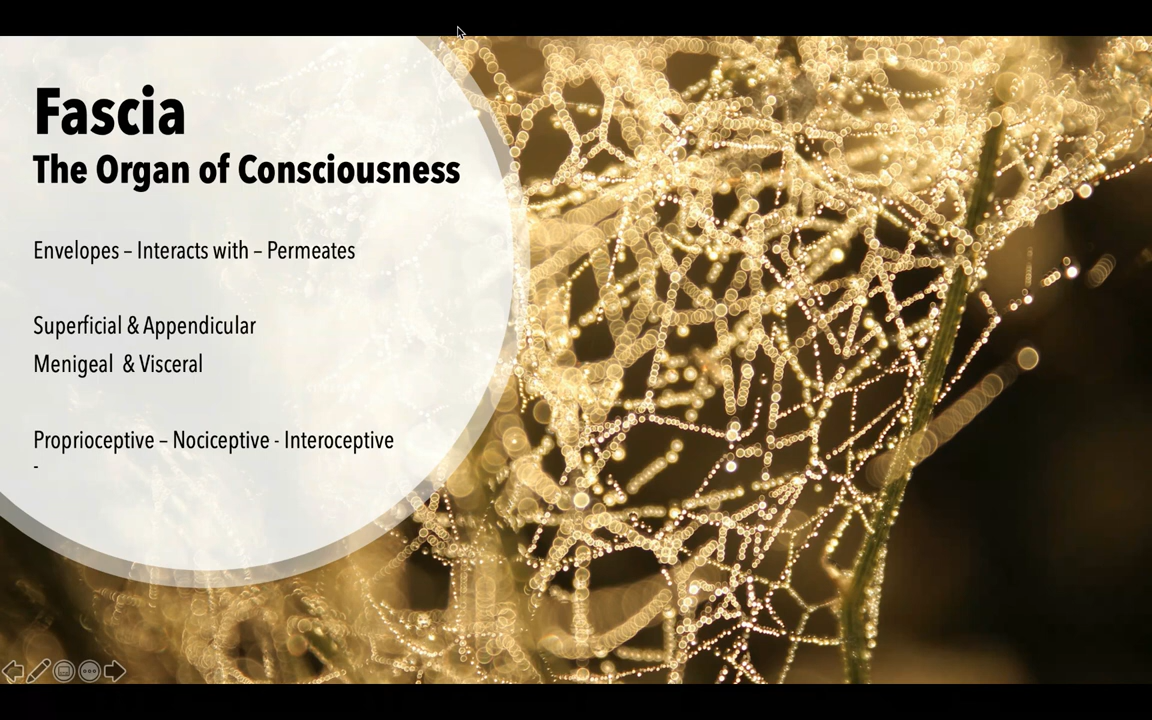 Fascia
The Organ of Consciousness
Envelopes – Interacts with – Permeates
Superficial & Appendicular
Menigeal  & Visceral
Proprioceptive – Nociceptive - Interoceptive
-